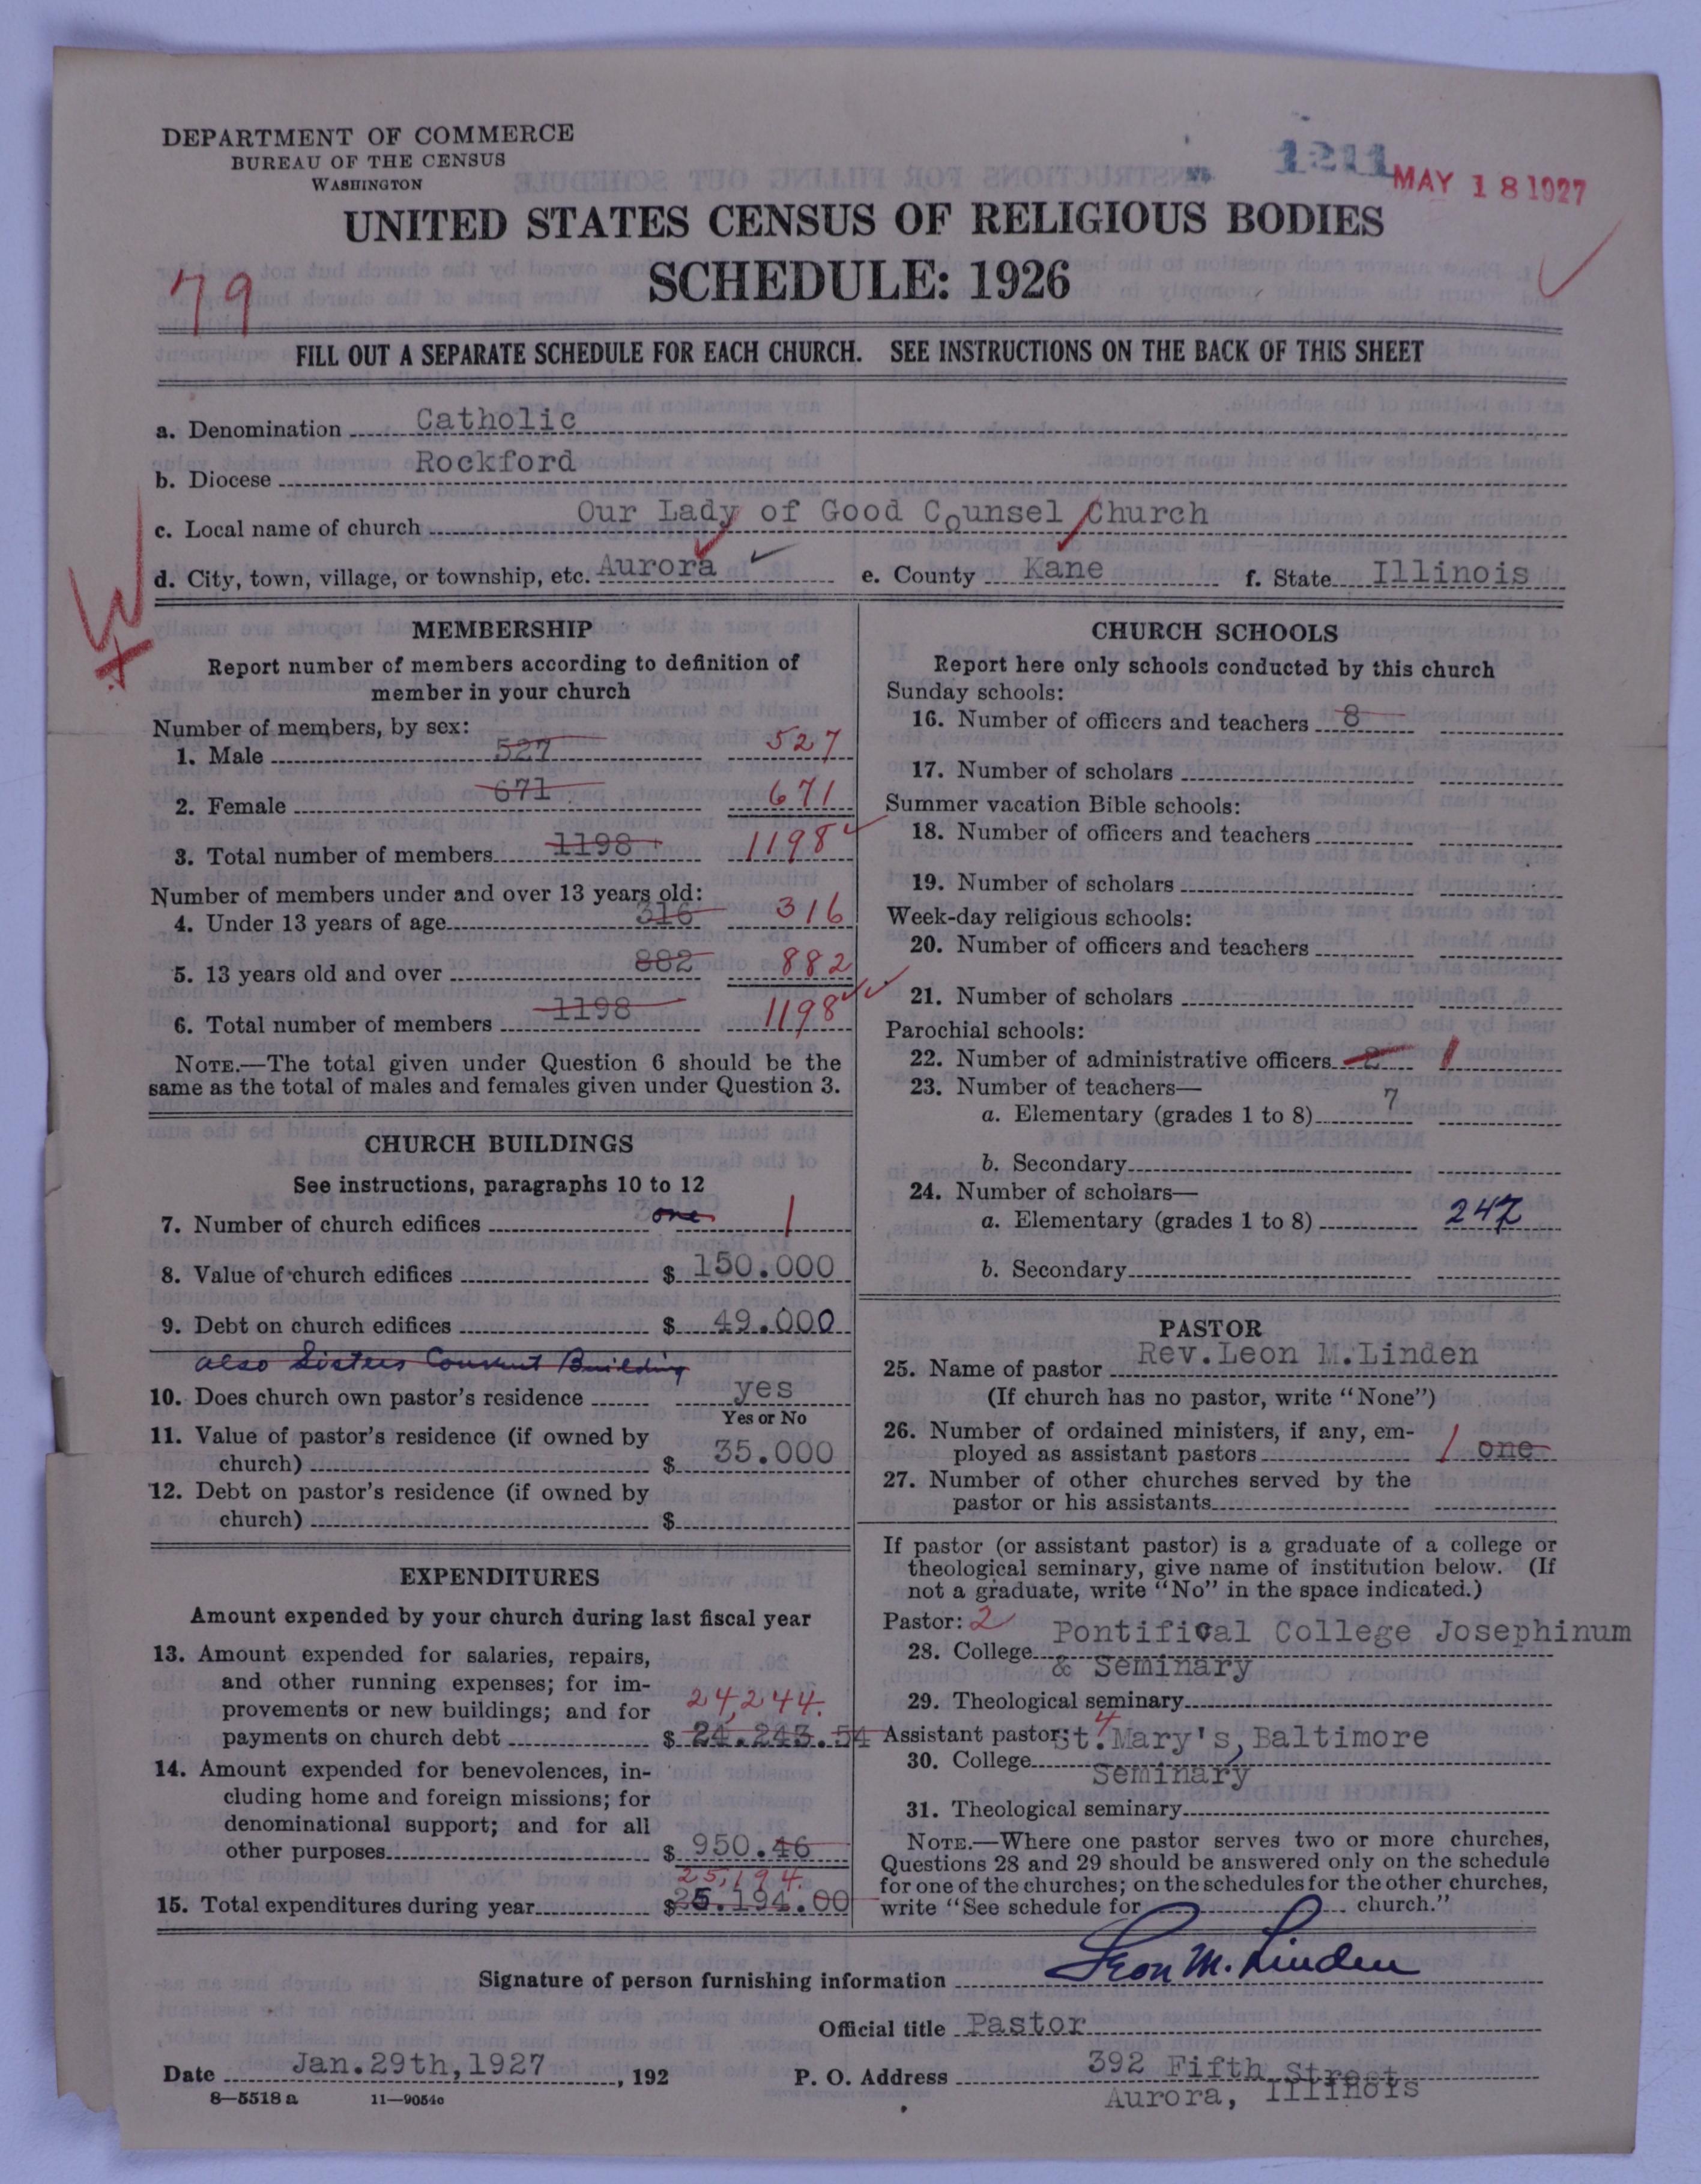 DEPARTMENT OF COMMERCE
BUREAU OF THE CENSUS
WASHINGTON
1211
MAY 18 1927
UNITED STATES CENSUS OF RELIGIOUS BODIES
SCHEDULE: 1926
79
FILL OUT A SEPARATE SCHEDULE FOR EACH CHURCH. SEE INSTRUCTIONS ON THE BACK OF THIS SHEET
a. Denomination Catholic
b. Diocese Rockford
c. Local name of church Our Lady of Good Counsel Church
d. City, town, village, or township, etc. Aurora e. County Kane f. State Illinois
W
MEMBERSHIP
Report number of members according to definition of
member in your church
Number of members, by sex:
1. Male 527 527
2. Female 671 671
3. Total number of members 1198 1198
Number of members under and over 13 years old:
4. Under 13 years of age 316 316
5. 13 years old and over 882 882
6. Total number of members 1198 1198
NOTE.—The total given under Question 6 should be the
same as the total of males and females given under Question 3.
CHURCH BUILDINGS
See instructions, paragraphs 10 to 12
7. Number of church edifices one 1
8. Value of church edifices $ 150.000
9. Debt on church edifices $ 49.000
also Sisters Convent Building
10. Does church own pastor's residence yes
Yes or No
11. Value of pastor's residence (if owned by
church) $ 35.000
12. Debt on pastor's residence (if owned by
church) $
EXPENDITURES
Amount expended by your church during last fiscal year
13. Amount expended for salaries, repairs,
and other running expenses; for im-
provements or new buildings; and for 24,244.
payments on church debt $ 24.243.54
14. Amount expended for benevolences, in-
cluding home and foreign missions; for
denominational support; and for all
other purposes $ 950.46
25,194.
15. Total expenditures during year $25.194.00
CHURCH SCHOOLS
Report here only schools conducted by this church
Sunday schools:
16. Number of officers and teachers 8
17. Number of scholars
Summer vacation Bible schools:
18. Number of officers and teachers
19. Number of scholars
Week-day religious schools:
20. Number of officers and teachers
21. Number of scholars
Parochial schools:
22. Number of administrative officers 2 1
23. Number of teachers—
a. Elementary (grades 1 to 8) 7
b. Secondary
24. Number of scholars—
a. Elementary (grades 1 to 8) 247
b. Secondary
PASTOR
25. Name of pastor Rev.Leon M.Linden
(If church has no pastor, write "None")
26. Number of ordained ministers, if any, em-
ployed as assistant pastors 1 one
27. Number of other churches served by the
pastor or his assistants
If pastor (or assistant pastor) is a graduate of a college or
theological seminary, give name of institution below. (If
not a graduate, write "No" in the space indicated.)
Pastor: 2
28. College Pontifical College Josephinum
& Seminary
29. Theological seminary
Assistant pastor: 4 St. Mary's, Baltimore
30. College
Seminary
31. Theological seminary
NOTE.—Where one pastor serves two or more churches,
Questions 28 and 29 should be answered only on the schedule
for one of the churches; on the schedules for the other churches,
write "See schedule for church."
Signature of person furnishing information Leon M. Linden
Official title Pastor
Date Jan.29th,1927, 192 P. O. Address 392 Fifth Street
Aurora, Illinois
8—5518 a 11—9054c